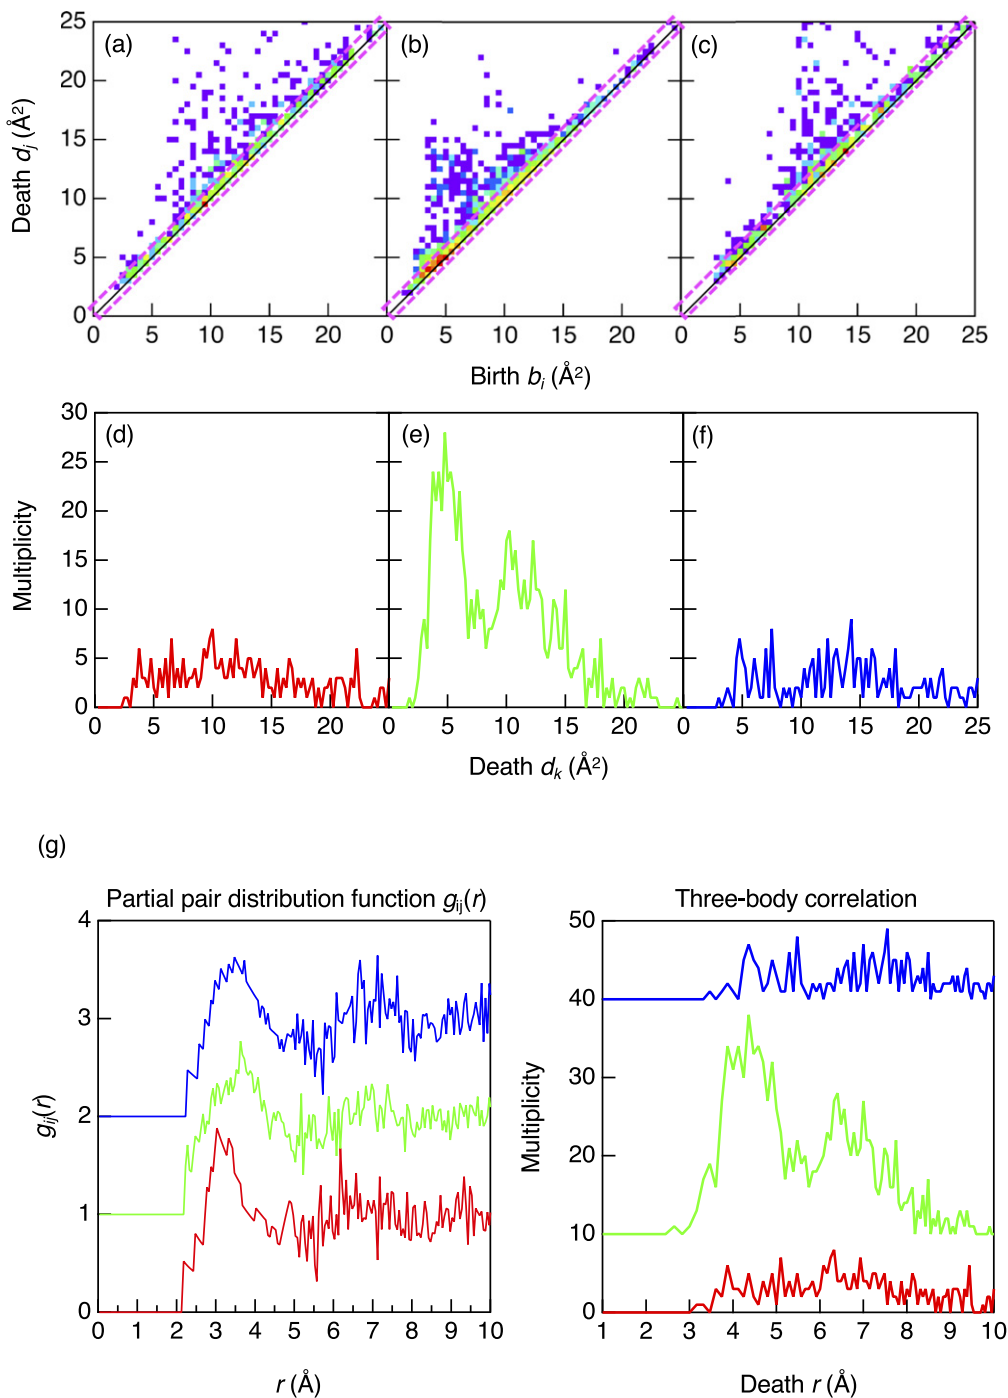 25
20
15
10
5
0
Death dj (Å²)
(a) (b) (c)
0 5 10 15 20 0 5 10 15 20 0 5 10 15 20 25
Birth bi (Å²)
30
25
20
15
10
5
0
Multiplicity
(d) (e) (f)
0 5 10 15 20 0 5 10 15 20 0 5 10 15 20 25
Death dk (Å²)
(g)
Partial pair distribution function gij(r)
4
3
2
1
0
gij(r)
0 1 2 3 4 5 6 7 8 9 10
r (Å)
Three-body correlation
50
40
30
20
10
0
Multiplicity
1 2 3 4 5 6 7 8 9 10
Death r (Å)